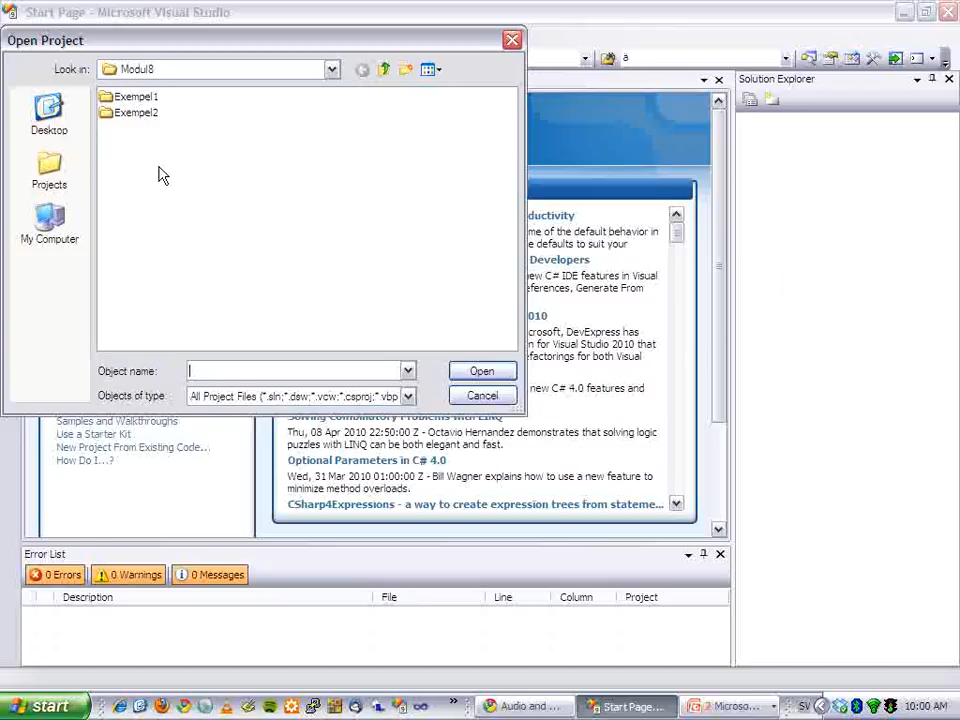 Start Page - Microsoft Visual Studio
Open Project
Look in:
Modul8
a
Exempel1
Exempel2
Desktop
Projects
My Computer
Object name:
Open
Objects of type:
All Project Files (*.sln;*.dsw;*.vcw;*.csproj;*.vbp
Cancel
Solution Explorer
ductivity
me of the default behavior in
e defaults to suit your
Developers
new C# IDE features in Visual
eferences, Generate From
010
crosoft, DevExpress has
n for Visual Studio 2010 that
efactorings for both Visual
new C# 4.0 features and
Solving Combinatory Problems with LINQ
Thu, 08 Apr 2010 22:50:00 Z - Octavio Hernandez demonstrates that solving logic
puzzles with LINQ can be both elegant and fast.
Optional Parameters in C# 4.0
Wed, 31 Mar 2010 01:00:00 Z - Bill Wagner explains how to use a new feature to
minimize method overloads.
CSharp4Expressions - a way to create expression trees from stateme...
Samples and Walkthroughs
Use a Starter Kit
New Project From Existing Code...
How Do I...?
Error List
0 Errors
0 Warnings
0 Messages
Description
File
Line
Column
Project
start
»
Audio and ...
Start Page...
2 Microso...
SV
10:00 AM